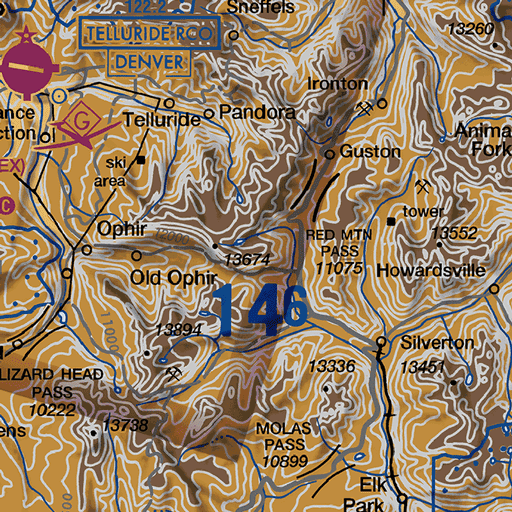 122-2
Sneffels
TELLURIDE RCO
DENVER
13260
Ironton
G
Telluride
Pandora
Guston
ski
area
tower
Ophir
12000
RED MTN
PASS
11075
13552
13674
Old Ophir
Howardsville
146
13894
Silverton
LIZARD HEAD
PASS
10222
13336
13451
13738
MOLAS
PASS
10899
Elk
Park
C